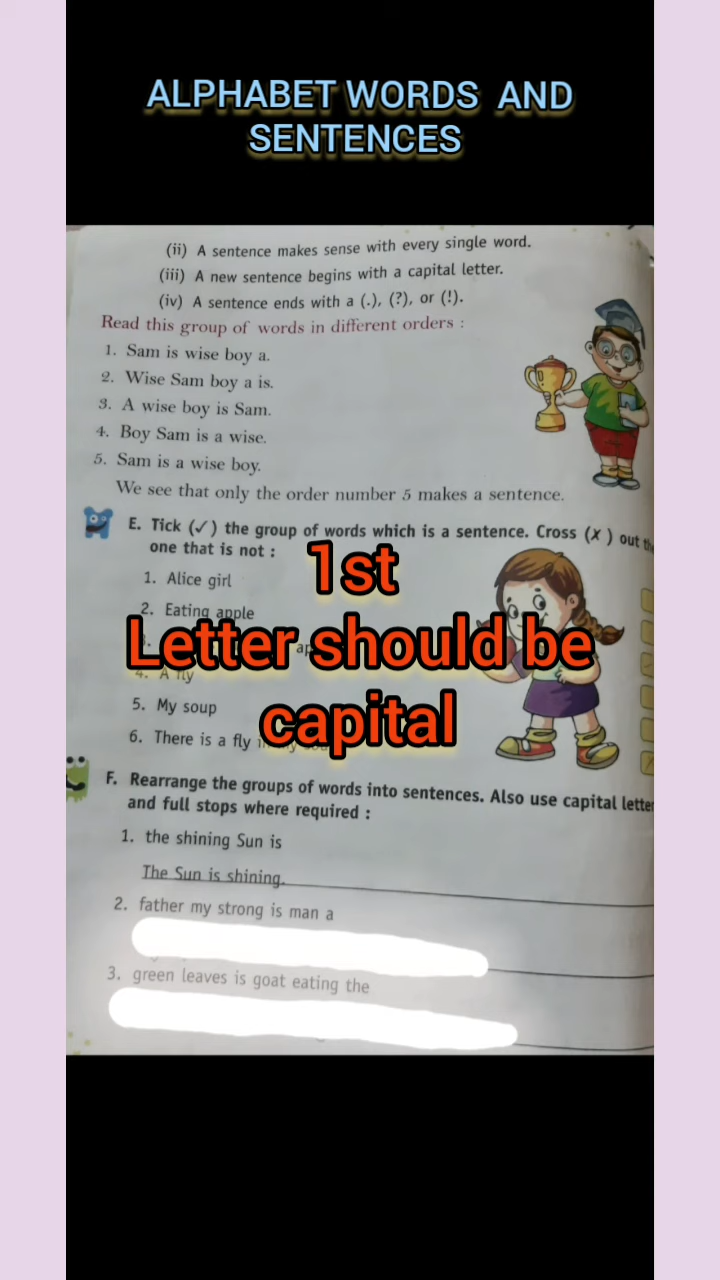 ALPHABET WORDS AND
SENTENCES
(ii) A sentence makes sense with every single word.
(iii) A new sentence begins with a capital letter.
(iv) A sentence ends with a (.), (?), or (!).
Read this group of words in different orders :
1. Sam is wise boy a.
2. Wise Sam boy a is.
3. A wise boy is Sam.
4. Boy Sam is a wise.
5. Sam is a wise boy.
We see that only the order number 5 makes a sentence.
E. Tick (✓) the group of words which is a sentence. Cross (✗) out the
one that is not :
1. Alice girl
2. Eating apple
4. A fly
5. My soup
6. There is a fly
1st
Letter should be
capital
F. Rearrange the groups of words into sentences. Also use capital letter
and full stops where required :
1. the shining Sun is
The Sun is shining.
2. father my strong is man a
3. green leaves is goat eating the